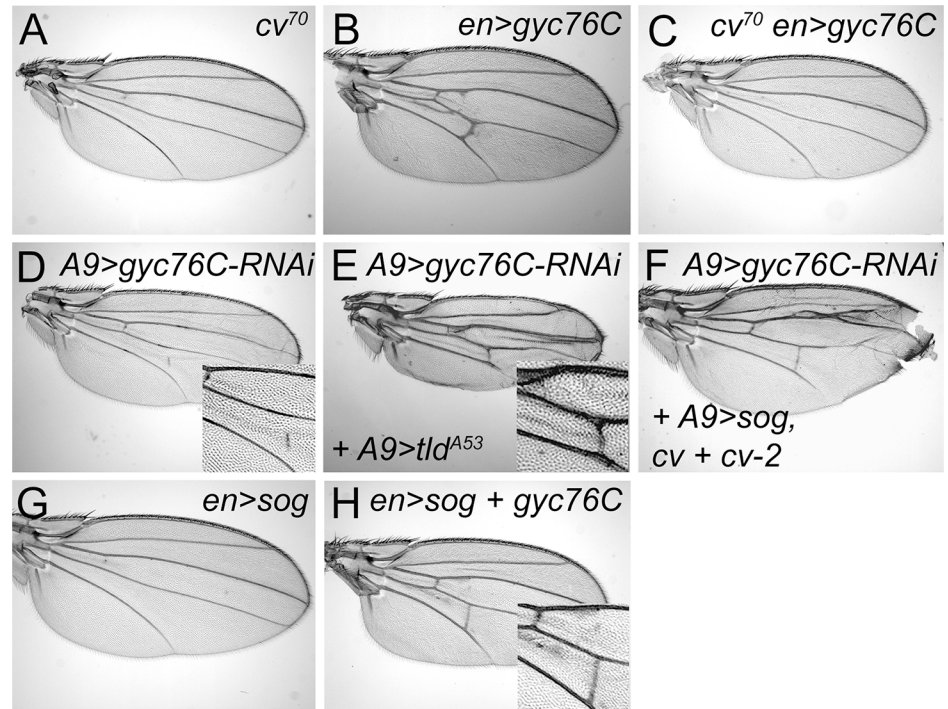 A cv70
B en>gyc76C
C cv70 en>gyc76C
D A9>gyc76C-RNAi
E A9>gyc76C-RNAi
+ A9>tldA53
F A9>gyc76C-RNAi
+ A9>sog,
cv + cv-2
G en>sog
H en>sog + gyc76C